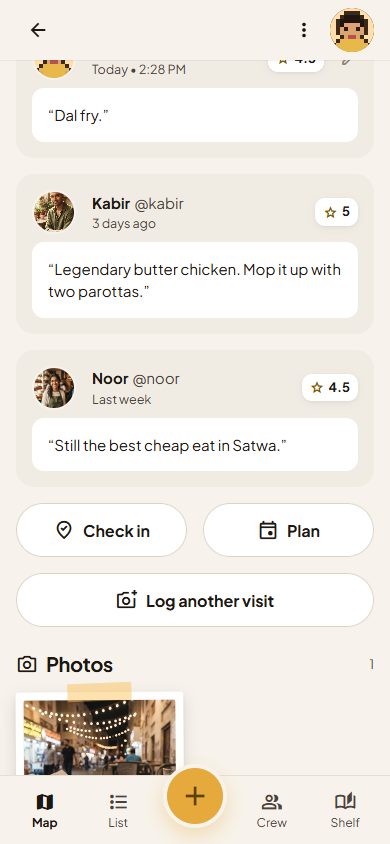 Today • 2:28 PM
4.5
“Dal fry.”
Kabir @kabir
3 days ago
5
“Legendary butter chicken. Mop it up with
two parottas.”
Noor @noor
Last week
4.5
“Still the best cheap eat in Satwa.”
Check in
Plan
Log another visit
Photos
1
Map
List
Crew
Shelf